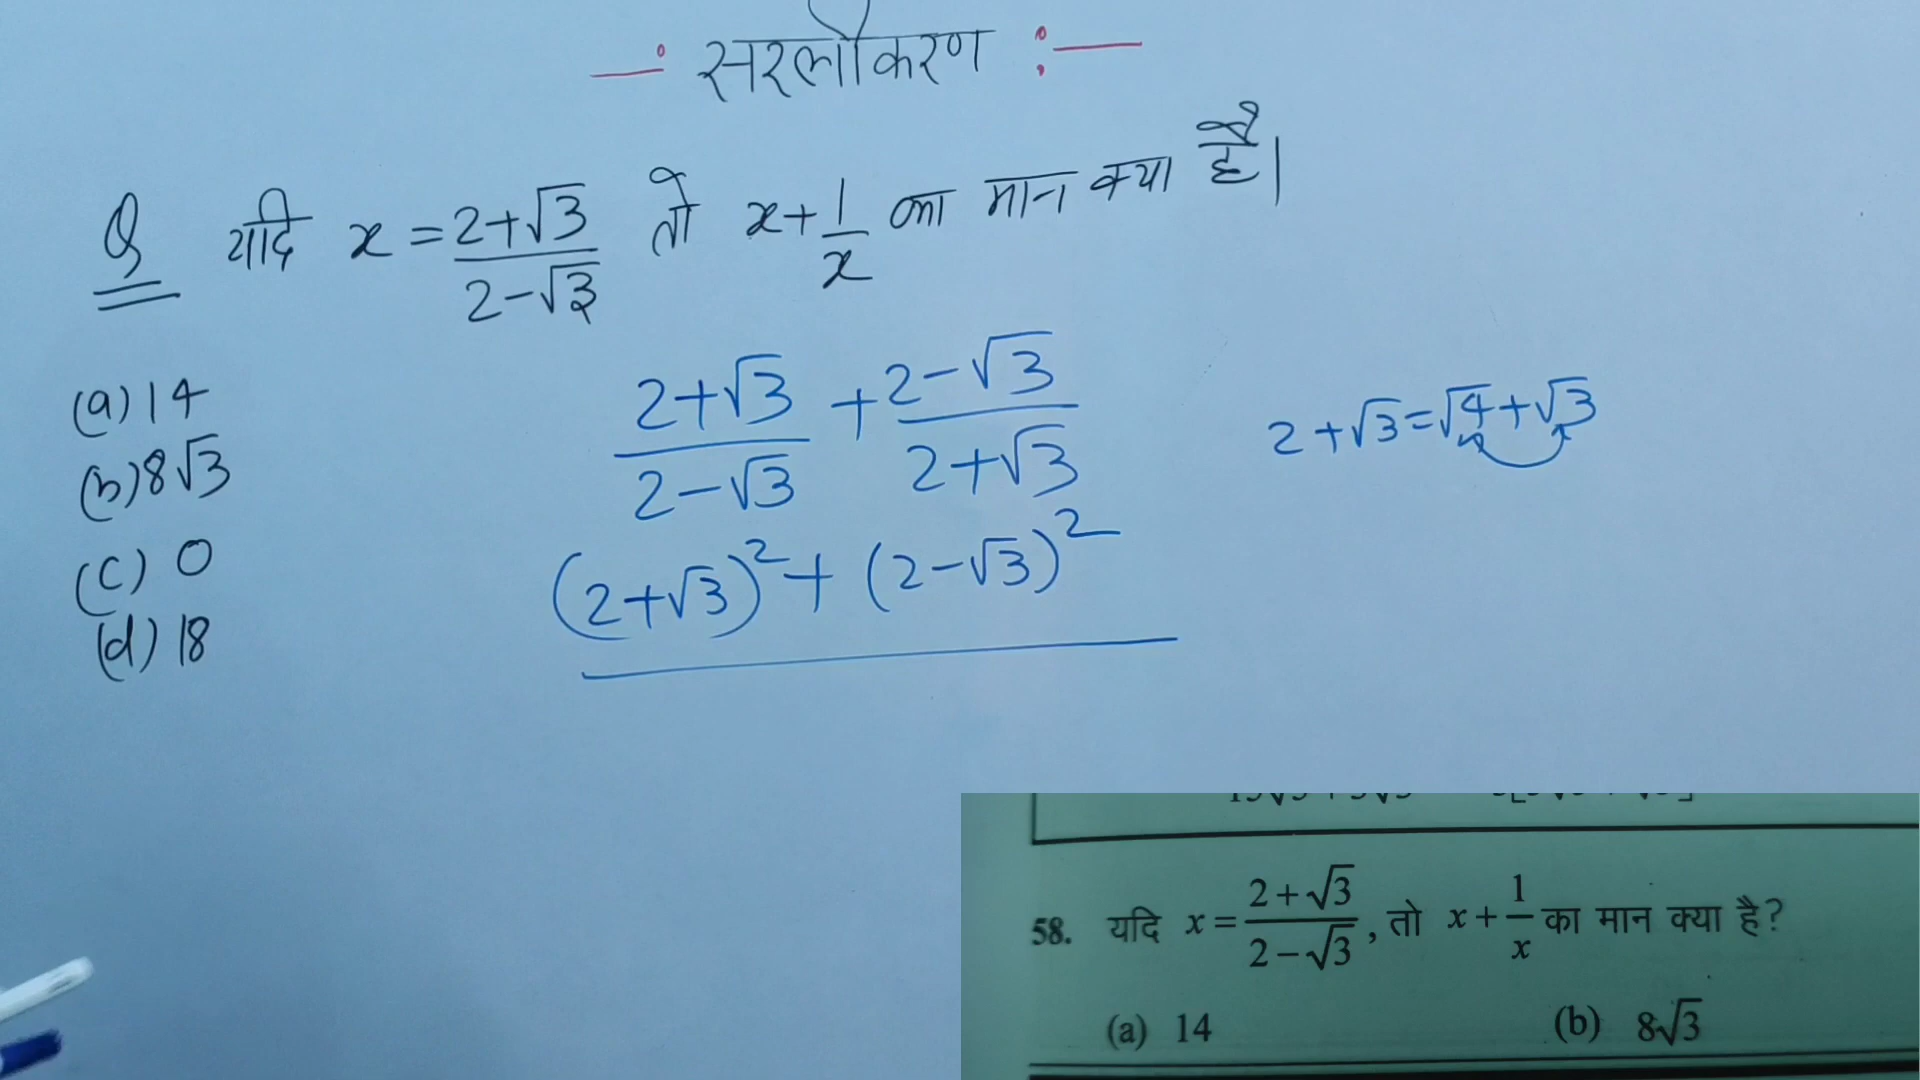 —: सरलीकरण :—
Q यदि x = (2+√3)/(2-√3) तो x+1/x का मान क्या है।
(a) 14
(b) 8√3
(c) 0
(d) 18
(2+√3)/(2-√3) + (2-√3)/(2+√3)
(2+√3)² + (2-√3)²
2+√3=√4+√3
58. यदि x = (2+√3)/(2-√3), तो x+1/x का मान क्या है?
(a) 14 (b) 8√3